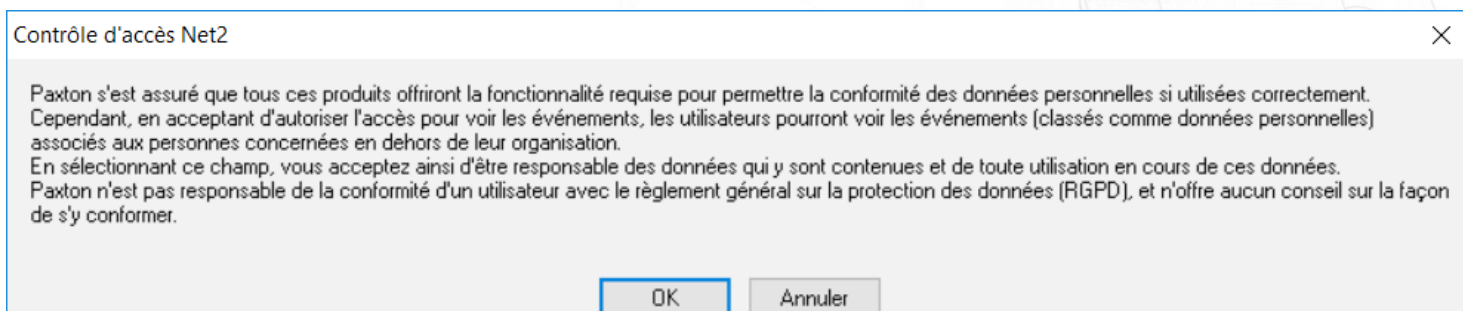 Contrôle d'accès Net2
Paxton s'est assuré que tous ces produits offriront la fonctionnalité requise pour permettre la conformité des données personnelles si utilisées correctement.
Cependant, en acceptant d'autoriser l'accès pour voir les événements, les utilisateurs pourront voir les événements (classés comme données personnelles)
associés aux personnes concernées en dehors de leur organisation.
En sélectionnant ce champ, vous acceptez ainsi d'être responsable des données qui y sont contenues et de toute utilisation en cours de ces données.
Paxton n'est pas responsable de la conformité d'un utilisateur avec le règlement général sur la protection des données (RGPD), et n'offre aucun conseil sur la façon
de s'y conformer.
OK Annuler